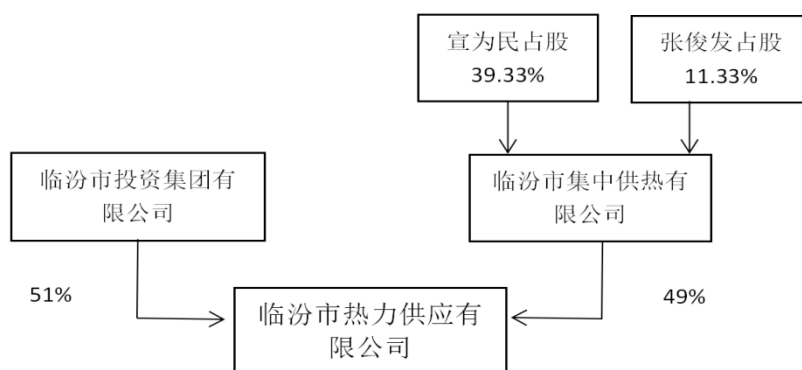 宣为民占股
39.33%
张俊发占股
11.33%
临汾市投资集团有
限公司
临汾市集中供热有
限公司
51%
49%
临汾市热力供应有
限公司